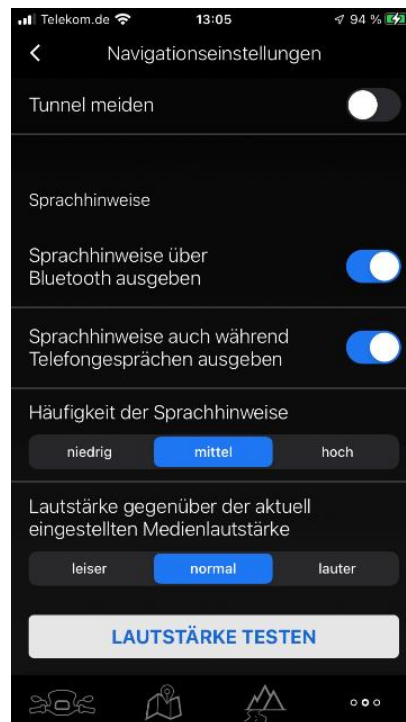 Telekom.de 13:05 94 %
Navigationseinstellungen
Tunnel meiden
Sprachhinweise
Sprachhinweise über
Bluetooth ausgeben
Sprachhinweise auch während
Telefongesprächen ausgeben
Häufigkeit der Sprachhinweise
niedrig mittel hoch
Lautstärke gegenüber der aktuell
eingestellten Medienlautstärke
leiser normal lauter
LAUTSTÄRKE TESTEN